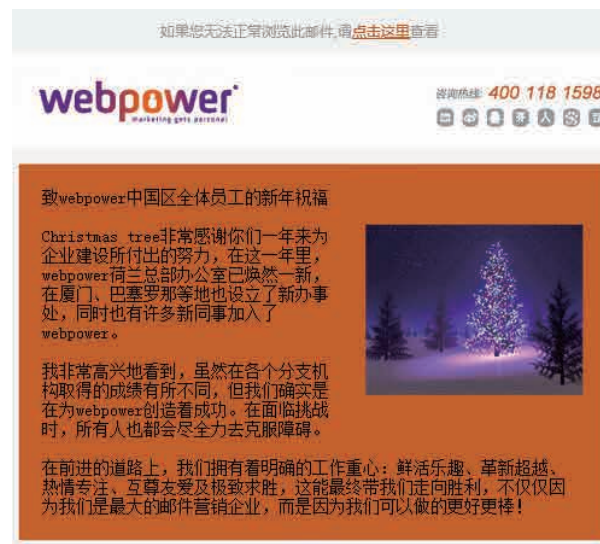 如果您无法正常浏览此邮件,请点击这里查看
webpower
marketing gets personal
咨询热线: 400 118 1598
致webpower中国区全体员工的新年祝福
Christmas tree非常感谢你们一年来为
企业建设所付出的努力，在这一年里，
webpower荷兰总部办公室已焕然一新，
在厦门、巴塞罗那等地也设立了新办事
处，同时也有许多新同事加入了
webpower。
我非常高兴地看到，虽然在各个分支机
构取得的成绩有所不同，但我们确实是
在为webpower创造着成功。在面临挑战
时，所有人也都会尽全力去克服障碍。
在前进的道路上，我们拥有着明确的工作重心：鲜活乐趣、革新超越、
热情专注、互尊友爱及极致求胜，这能最终带我们走向胜利，不仅仅因
为我们是最大的邮件营销企业，而是因为我们可以做的更好更棒！